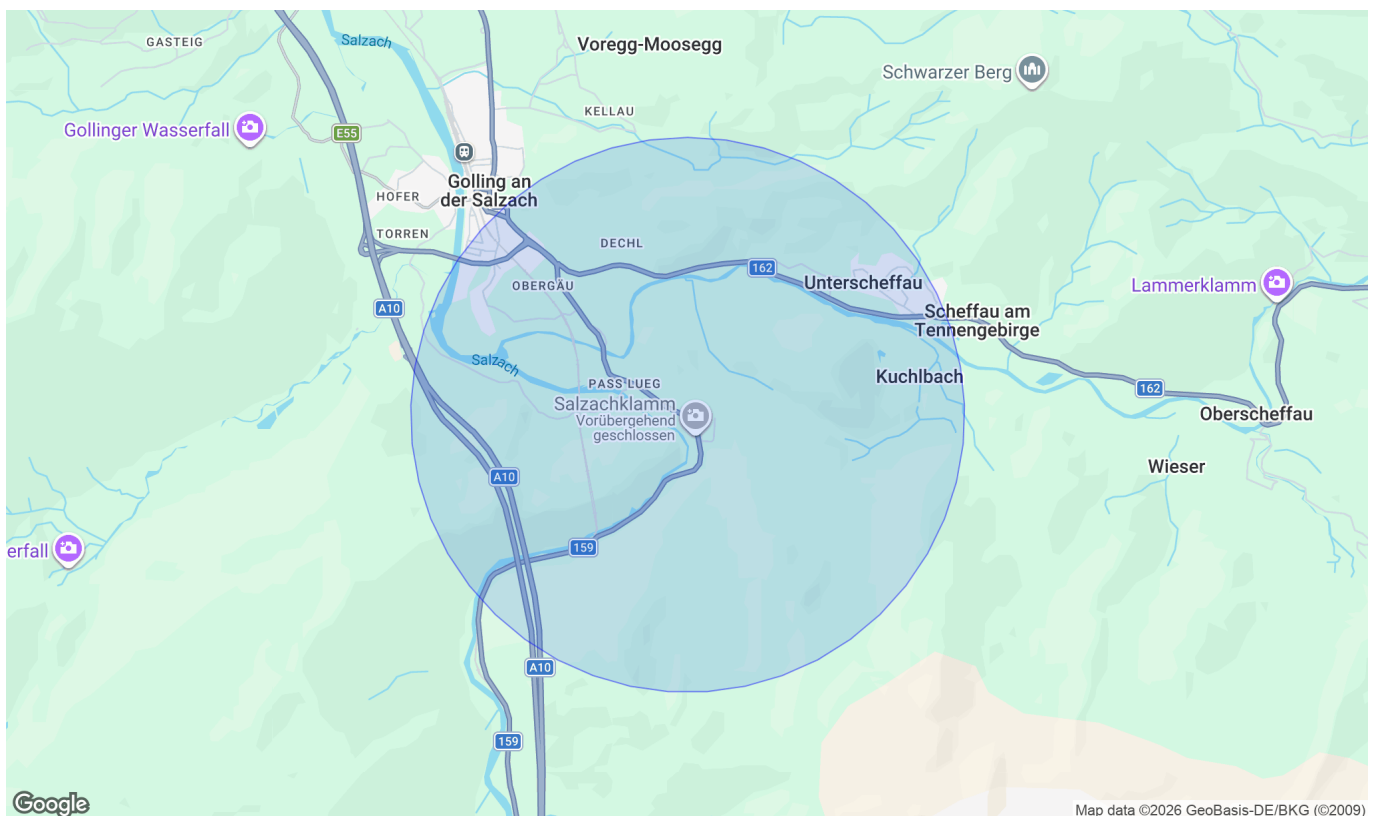 GASTEIG
Salzach
Voregg-Moosegg
Schwarzer Berg
KELLAU
Gollinger Wasserfall
E55
Golling an
der Salzach
HOFER
TORREN
DECHL
162
OBERGÄU
Unterscheffau
Lammerklamm
A10
Scheffau am
Tennengebirge
Salzach
PASS LUEG
Kuchlbach
162
Salzachklamm
Vorübergehend
geschlossen
Oberscheffau
Wieser
A10
159
erfall
A10
159
Google
Map data ©2026 GeoBasis-DE/BKG (©2009)